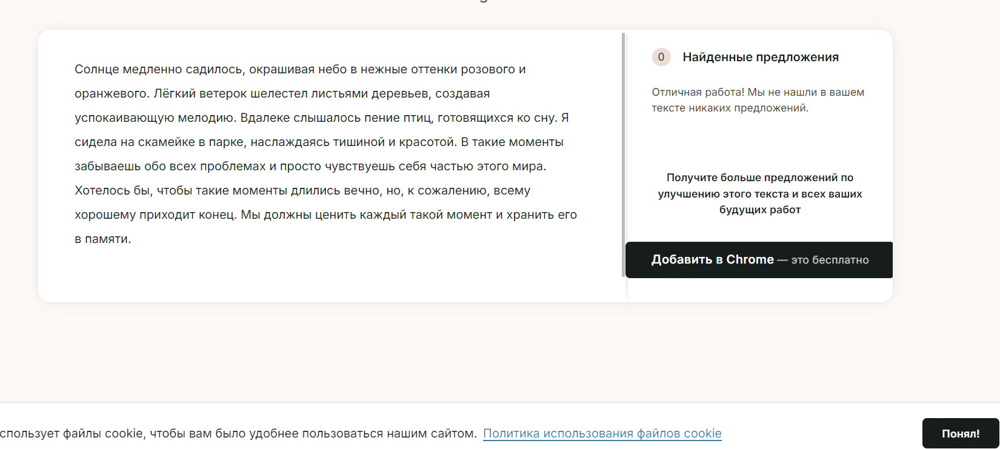 Солнце медленно садилось, окрашивая небо в нежные оттенки розового и
оранжевого. Лёгкий ветерок шелестел листьями деревьев, создавая
успокаивающую мелодию. Вдалеке слышалось пение птиц, готовящихся ко сну. Я
сидела на скамейке в парке, наслаждаясь тишиной и красотой. В такие моменты
забываешь обо всех проблемах и просто чувствуешь себя частью этого мира.
Хотелось бы, чтобы такие моменты длились вечно, но, к сожалению, всему
хорошему приходит конец. Мы должны ценить каждый такой момент и хранить его
в памяти.
0 Найденные предложения
Отличная работа! Мы не нашли в вашем
тексте никаких предложений.
Получите больше предложений по
улучшению этого текста и всех ваших
будущих работ
Добавить в Chrome — это бесплатно
спользует файлы cookie, чтобы вам было удобнее пользоваться нашим сайтом. Политика использования файлов cookie
Понял!